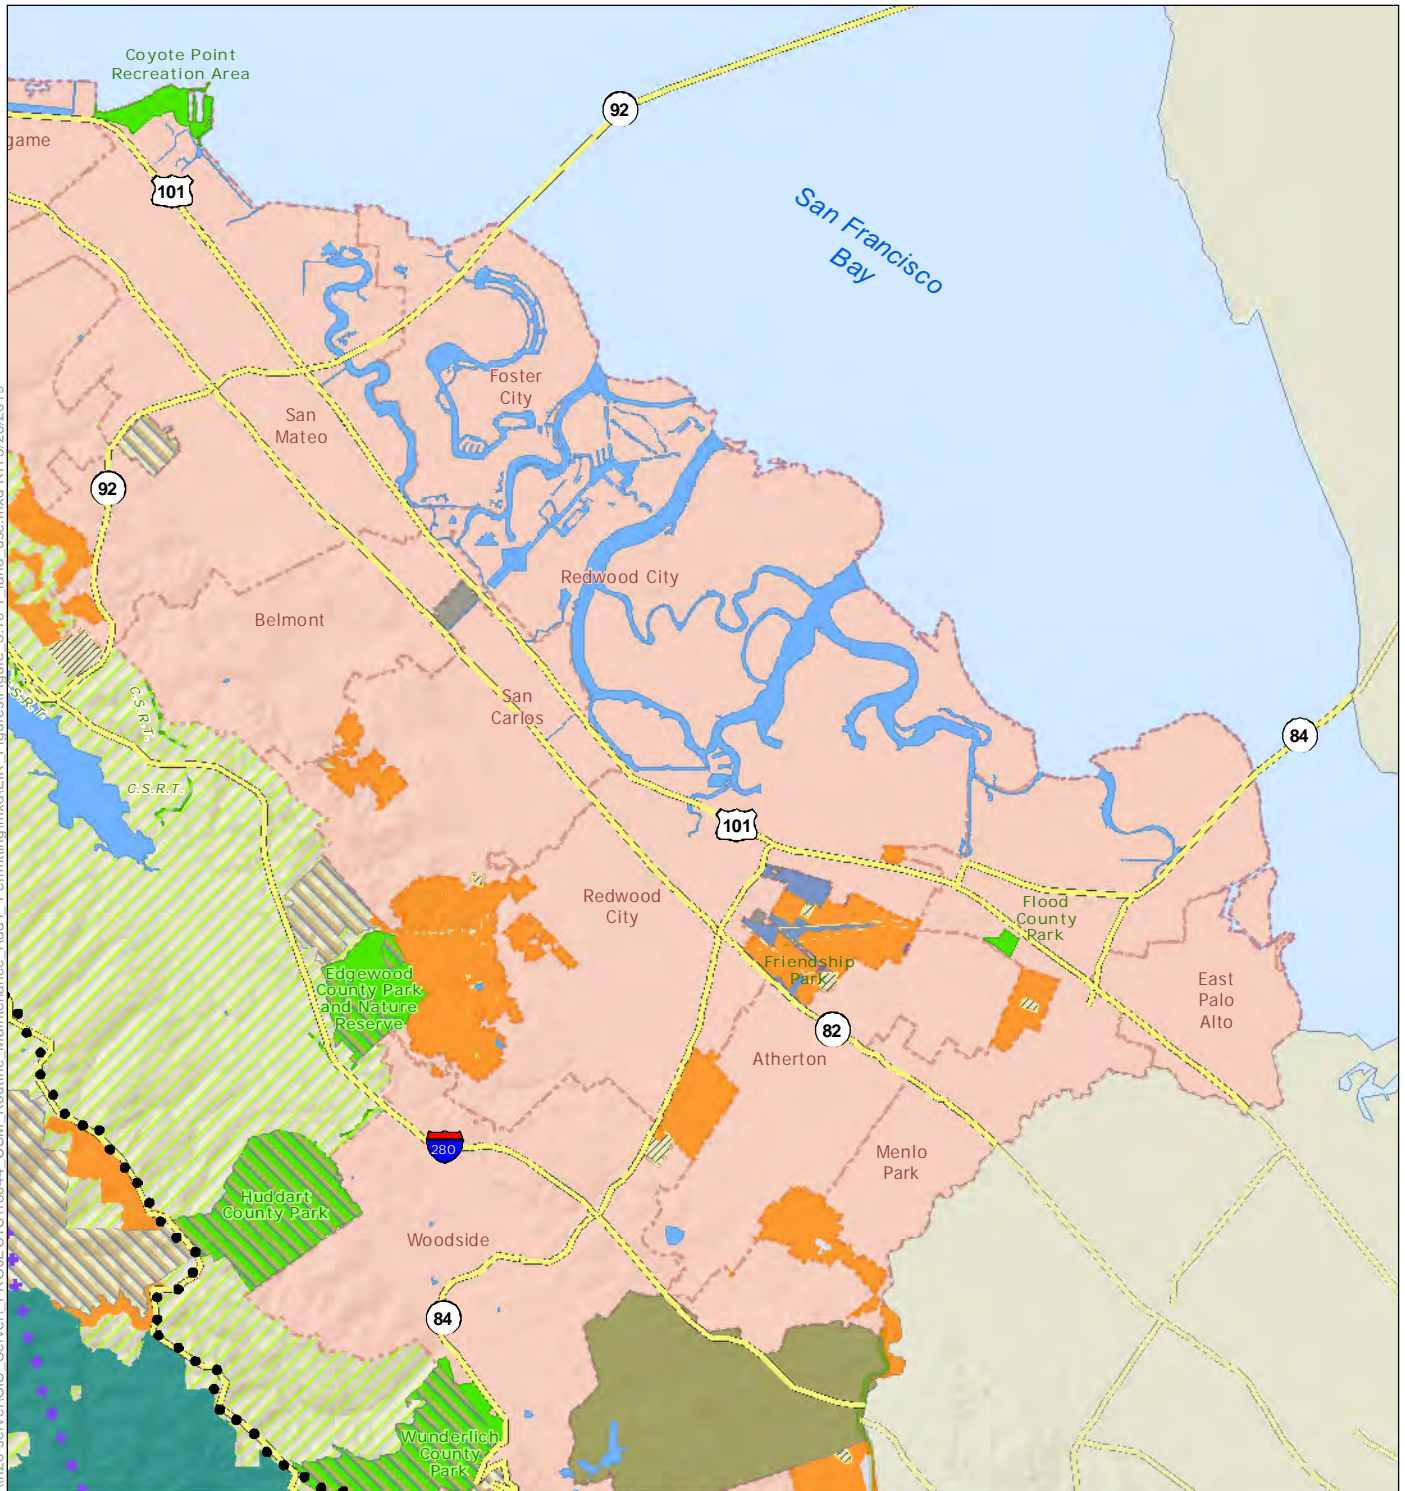 Coyote Point
Recreation Area
92
game
101
San Francisco
Bay
Foster
City
San
Mateo
92
Redwood City
Belmont
C.S.R.T.
San
Carlos
84
C.S.R.T.
101
Redwood
City
Flood
County
Park
Friendship
Park
Edgewood
County Park
and Nature
Reserve
East
Palo
Alto
82
Atherton
280
Menlo
Park
Huddart
County Park
Woodside
84
Wunderlich
County
Park